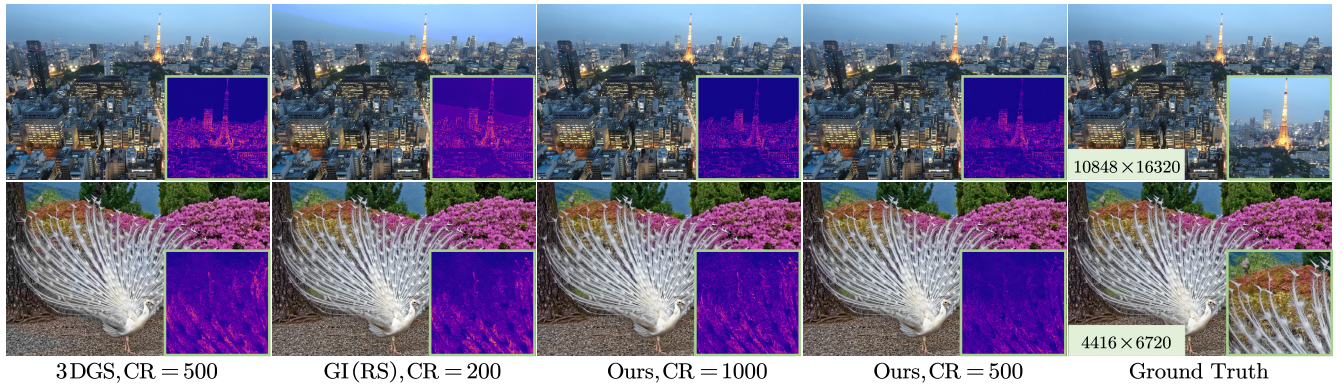 10848×16320
4416×6720
3DGS, CR = 500
GI(RS), CR = 200
Ours, CR = 1000
Ours, CR = 500
Ground Truth